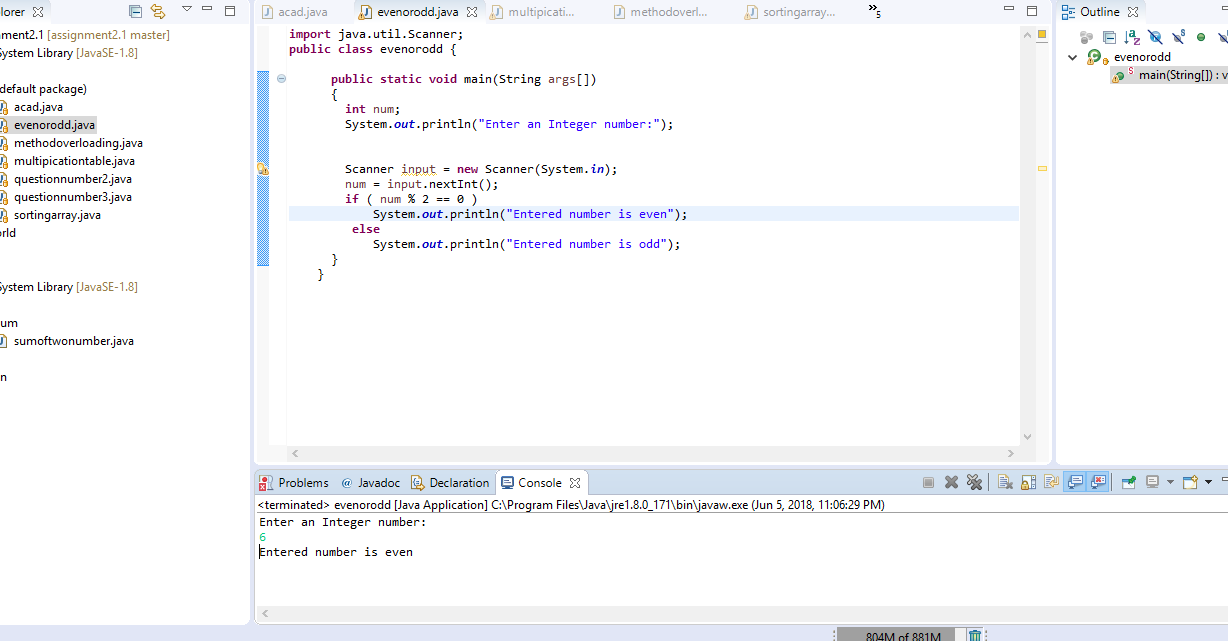 lorer
nment2.1 [assignment2.1 master]
System Library [JavaSE-1.8]
default package)
acad.java
evenorodd.java
methodoverloading.java
multipicationtable.java
questionnumber2.java
questionnumber3.java
sortingarray.java
orld
System Library [JavaSE-1.8]
um
sumoftwonumber.java
n
acad.java evenorodd.java multipicati... methodoverl... sortingarray... »5
import java.util.Scanner;
public class evenorodd {
public static void main(String args[])
{
int num;
System.out.println("Enter an Integer number:");
Scanner input = new Scanner(System.in);
num = input.nextInt();
if ( num % 2 == 0 )
System.out.println("Entered number is even");
else
System.out.println("Entered number is odd");
}
}
Outline
evenorodd
main(String[]) : v
Problems @ Javadoc Declaration Console
<terminated> evenorodd [Java Application] C:\Program Files\Java\jre1.8.0_171\bin\javaw.exe (Jun 5, 2018, 11:06:29 PM)
Enter an Integer number:
6
Entered number is even
804M of 881M